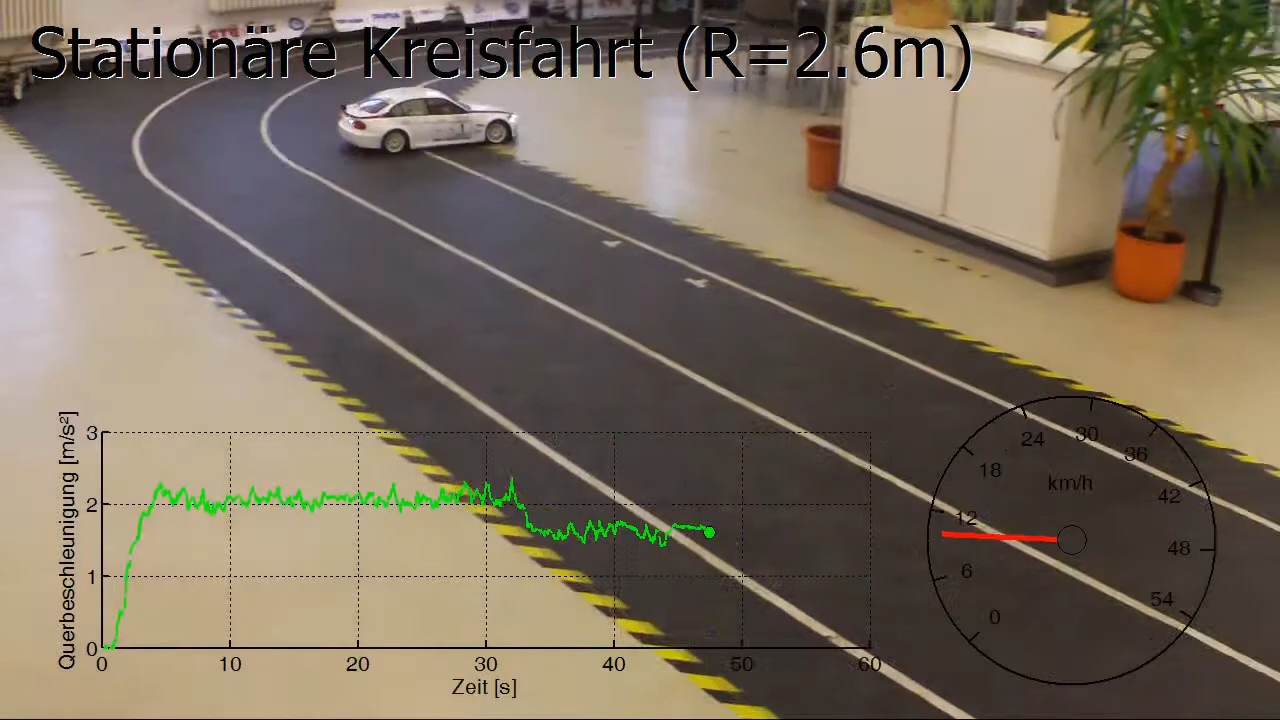 Stationäre Kreisfahrt (R=2.6m)
Querbeschleunigung [m/s²]
3
2
1
0
0 10 20 30 40 50 60
Zeit [s]
km/h
0
6
12
18
24
30
36
42
48
54